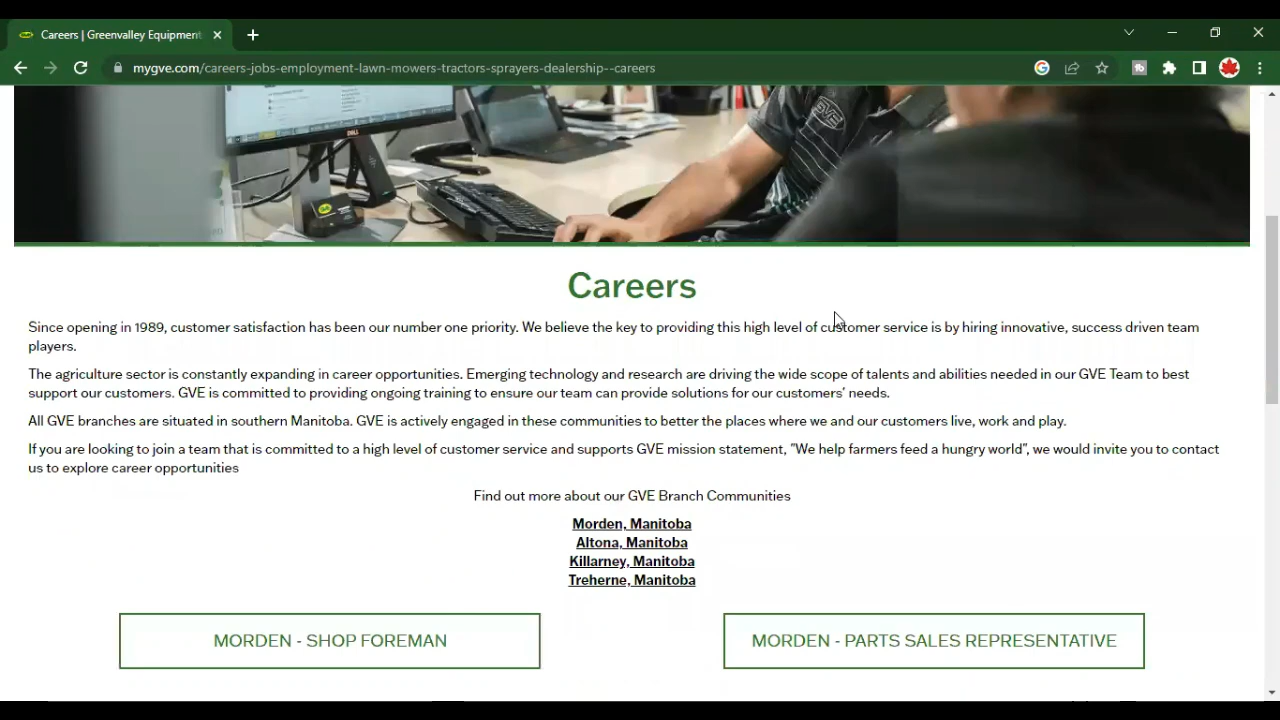 Careers | Greenvalley Equipment
mygve.com/careers-jobs-employment-lawn-mowers-tractors-sprayers-dealership--careers
DELL
GVE
Careers
Since opening in 1989, customer satisfaction has been our number one priority. We believe the key to providing this high level of customer service is by hiring innovative, success driven team
players.
The agriculture sector is constantly expanding in career opportunities. Emerging technology and research are driving the wide scope of talents and abilities needed in our GVE Team to best
support our customers. GVE is committed to providing ongoing training to ensure our team can provide solutions for our customers’ needs.
All GVE branches are situated in southern Manitoba. GVE is actively engaged in these communities to better the places where we and our customers live, work and play.
If you are looking to join a team that is committed to a high level of customer service and supports GVE mission statement, "We help farmers feed a hungry world", we would invite you to contact
us to explore career opportunities
Find out more about our GVE Branch Communities
Morden, Manitoba
Altona, Manitoba
Killarney, Manitoba
Treherne, Manitoba
MORDEN - SHOP FOREMAN
MORDEN - PARTS SALES REPRESENTATIVE